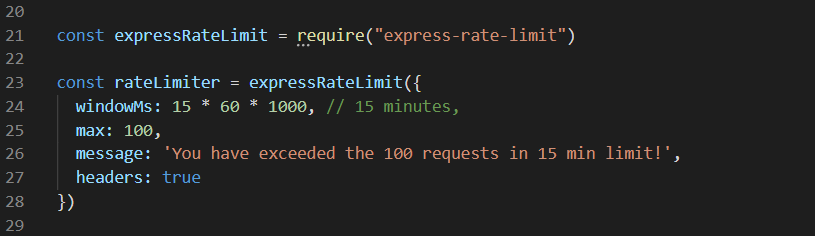 20
21 const expressRateLimit = require("express-rate-limit")
22
23 const rateLimiter = expressRateLimit({
24   windowMs: 15 * 60 * 1000, // 15 minutes,
25   max: 100,
26   message: 'You have exceeded the 100 requests in 15 min limit!',
27   headers: true
28 })
29